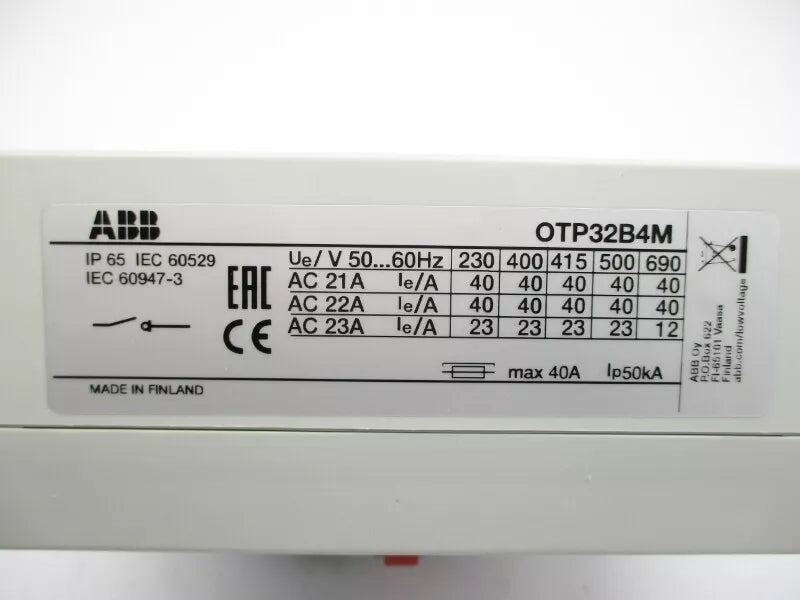 ABB OTP32B4M
IP 65 IEC 60529
IEC 60947-3
EAC
CE
Ue/ V 50...60Hz 230 400 415 500 690
AC 21A Ie/A 40 40 40 40 40
AC 22A Ie/A 40 40 40 40 40
AC 23A Ie/A 23 23 23 23 12
max 40A Ip50kA
MADE IN FINLAND
ABB Oy
P.O.Box 622
FI-65101 Vaasa
Finland
abb.com/lowvoltage